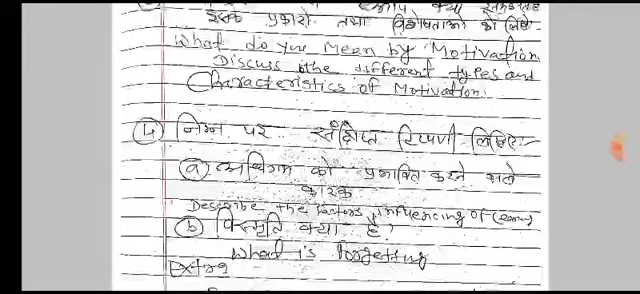 इसके प्रकारो तथा विशेषताओं को लिखिए
What do you Mean by "Motivation.
Discuss the different types and
Characteristics of Motivation.
4 निम्न पर संक्षिप्त टिप्पणी लिखिए:-
a अधिगम को प्रभावित करने वाले
कारक
Describe the factors influencing of learn
b विस्मृति क्या है?
What is forgetting
Extra